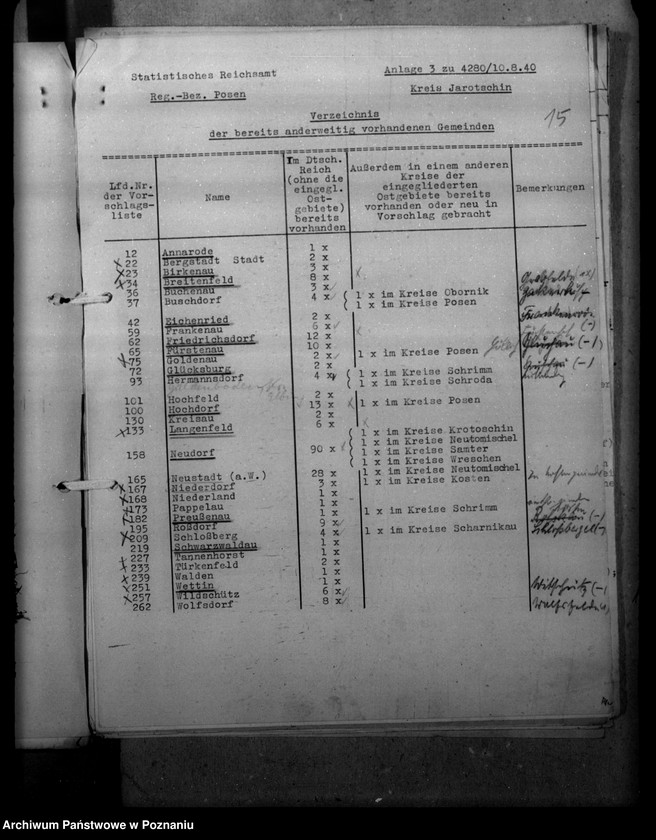 Statistisches Reichsamt
Anlage 3 zu 4280/10.8.40
Reg.-Bez. Posen
Kreis Jarotschin
15
Verzeichnis
der bereits anderweitig vorhandenen Gemeinden
Lfd.Nr. der Vorschlagsliste
Name
Im Dtsch. Reich (ohne die eingegl. Ostgebiete) bereits vorhanden
Außerdem in einem anderen Kreise der eingegliederten Ostgebiete bereits vorhanden oder neu in Vorschlag gebracht
Bemerkungen
12 Annarode 1 x
22 Bergstadt Stadt 2 x
23 Birkenau 3 x
34 Breitenfeld 8 x
36 Buchenau 3 x
37 Buschdorf 4 x 1 x im Kreise Obornik
1 x im Kreise Posen
42 Eichenried 2 x
59 Frankenau 6 x
62 Friedrichsdorf 12 x
65 Fürstenau 10 x
75 Goldenau 2 x 1 x im Kreise Posen
72 Glücksburg 2 x
93 Hermannsdorf 4 x 1 x im Kreise Schrimm
1 x im Kreise Schroda
101 Hochfeld 2 x
100 Hochdorf 13 x 1 x im Kreise Posen
130 Kreisau 2 x
133 Langenfeld 6 x
158 Neudorf 90 x 1 x im Kreise Krotoschin
1 x im Kreise Neutomischel
1 x im Kreise Samter
1 x im Kreise Wreschen
165 Neustadt (a.W.) 28 x 1 x im Kreise Neutomischel
167 Niederdorf 3 x 1 x im Kreise Kosten
168 Niederland 1 x
173 Pappelau 1 x
182 Preußenau 1 x 1 x im Kreise Schrimm
195 Roßdorf 9 x
209 Schloßberg 4 x 1 x im Kreise Scharnikau
219 Schwarzwaldau 1 x
227 Tannenhorst 1 x
233 Türkenfeld 2 x
239 Walden 1 x
251 Wettin 1 x
257 Wildschütz 6 x
262 Wolfsdorf 8 x
Archiwum Państwowe w Poznaniu